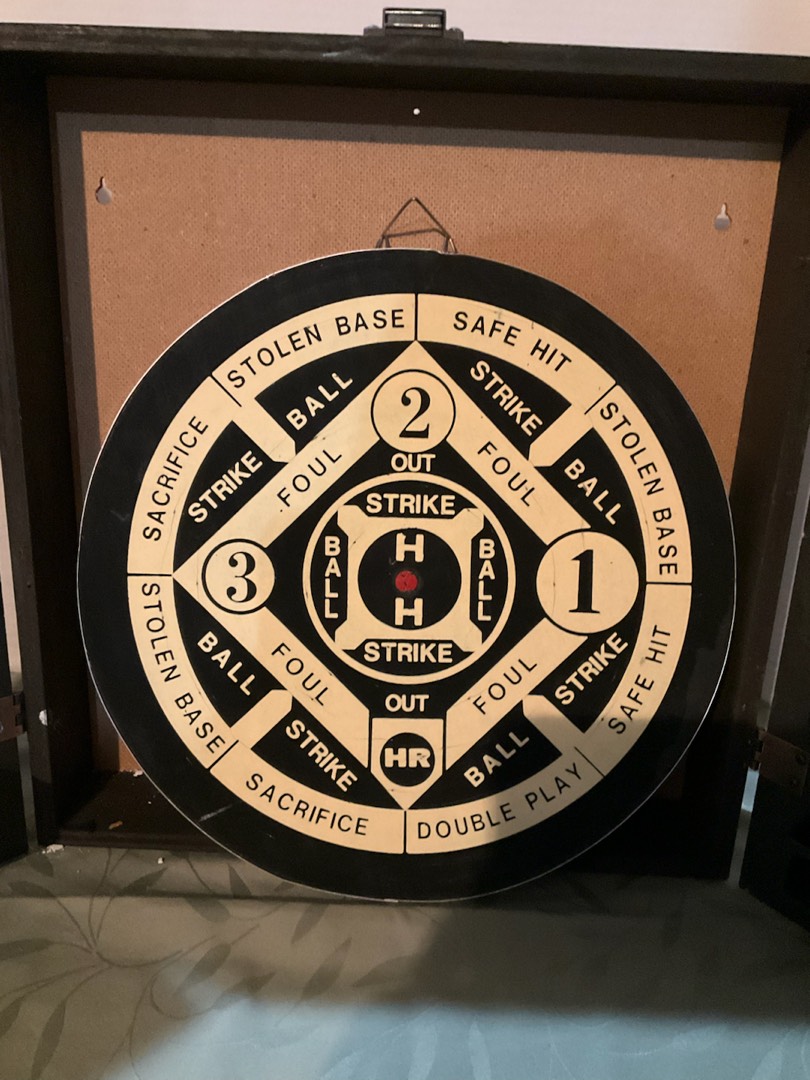 STOLEN BASE
SAFE HIT
BALL
STRIKE
2
SACRIFICE
STOLEN BASE
STRIKE
FOUL
OUT
FOUL
BALL
STRIKE
3
BALL
H
BALL
1
H
STRIKE
STOLEN BASE
BALL
FOUL
FOUL
STRIKE
SAFE HIT
OUT
STRIKE
HR
BALL
SACRIFICE
DOUBLE PLAY